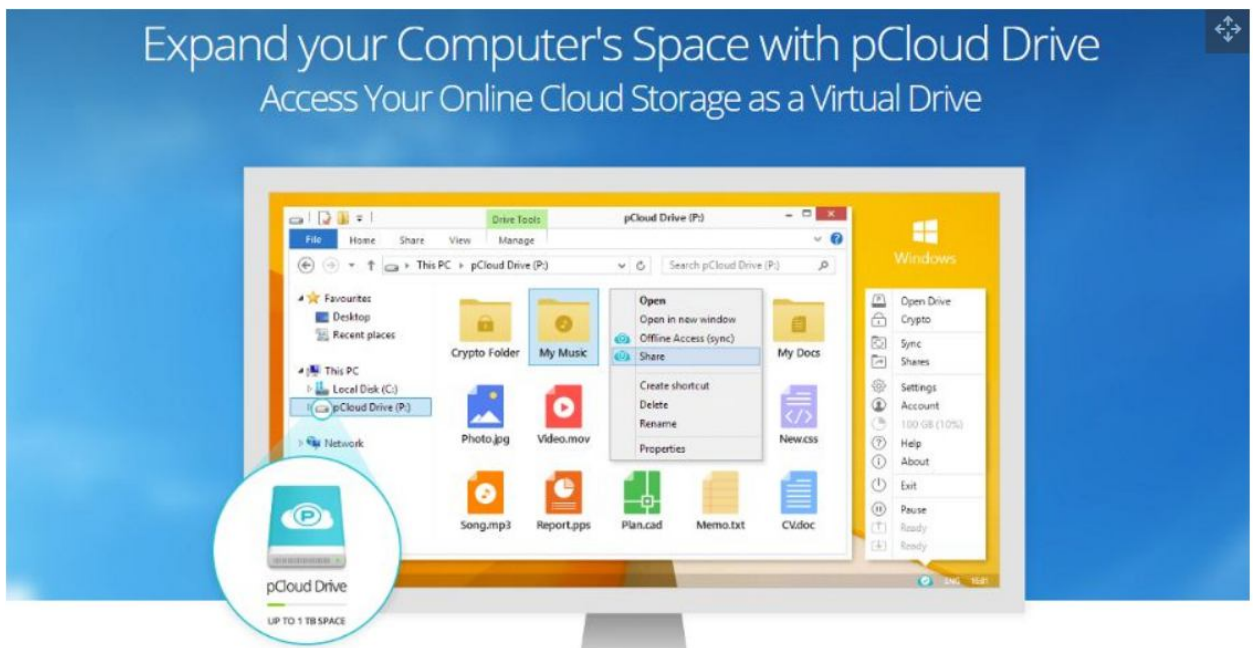 Expand your Computer's Space with pCloud Drive
Access Your Online Cloud Storage as a Virtual Drive
Drive Tools
pCloud Drive (P:)
File Home Share View Manage
This PC pCloud Drive (P:)
Search pCloud Drive (P:)
Favourites
Desktop
Recent places
This PC
Local Disk (C:)
pCloud Drive (P:)
Network
Crypto Folder
My Music
My Docs
Photo.jpg
Video.mov
New.css
Song.mp3
Report.pps
Plan.cad
Memo.txt
CV.doc
Open
Open in new window
Offline Access (sync)
Share
Create shortcut
Delete
Rename
Properties
Windows
Open Drive
Crypto
Sync
Shares
Settings
Account
100 GB (10%)
Help
About
Exit
Pause
Ready
Ready
ENG 16:41
P
pCloud Drive
UP TO 1 TB SPACE